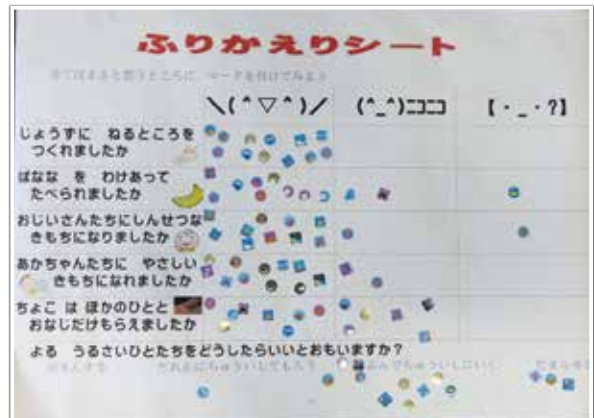 ふりかえりシート
＼(＾▽＾)／ (^_^)ニコニコ 【・_・?】
じょうずに ねるところを
つくれましたか
ばなな を わけあって
たべられましたか
おじいさんたちにしんせつな
きもちになりましたか
あかちゃんたちに やさしい
きもちになれましたか
ちょこ は ほかのひとと
おなじだけもらえましたか
よる うるさいひとたちをどうしたらいいとおもいますか？